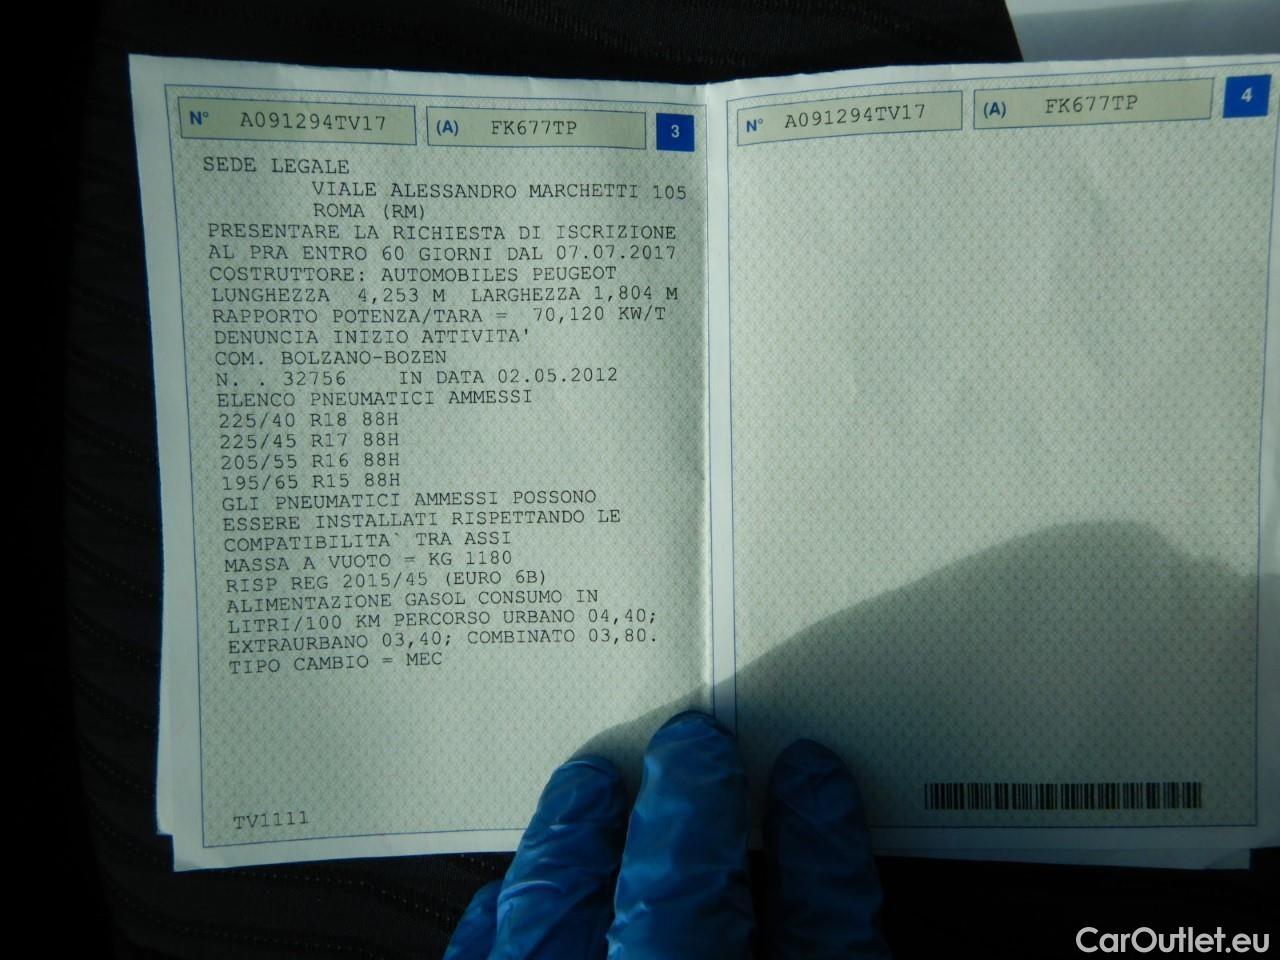 N° A091294TV17 (A) FK677TP 3
SEDE LEGALE
VIALE ALESSANDRO MARCHETTI 105
ROMA (RM)
PRESENTARE LA RICHIESTA DI ISCRIZIONE
AL PRA ENTRO 60 GIORNI DAL 07.07.2017
COSTRUTTORE: AUTOMOBILES PEUGEOT
LUNGHEZZA 4,253 M LARGHEZZA 1,804 M
RAPPORTO POTENZA/TARA = 70,120 KW/T
DENUNCIA INIZIO ATTIVITA'
COM. BOLZANO-BOZEN
N. . 32756 IN DATA 02.05.2012
ELENCO PNEUMATICI AMMESSI
225/40 R18 88H
225/45 R17 88H
205/55 R16 88H
195/65 R15 88H
GLI PNEUMATICI AMMESSI POSSONO
ESSERE INSTALLATI RISPETTANDO LE
COMPATIBILITA` TRA ASSI
MASSA A VUOTO = KG 1180
RISP REG 2015/45 (EURO 6B)
ALIMENTAZIONE GASOL CONSUMO IN
LITRI/100 KM PERCORSO URBANO 04,40;
EXTRAURBANO 03,40; COMBINATO 03,80.
TIPO CAMBIO = MEC
TV1111
N° A091294TV17 (A) FK677TP 4
CarOutlet.eu